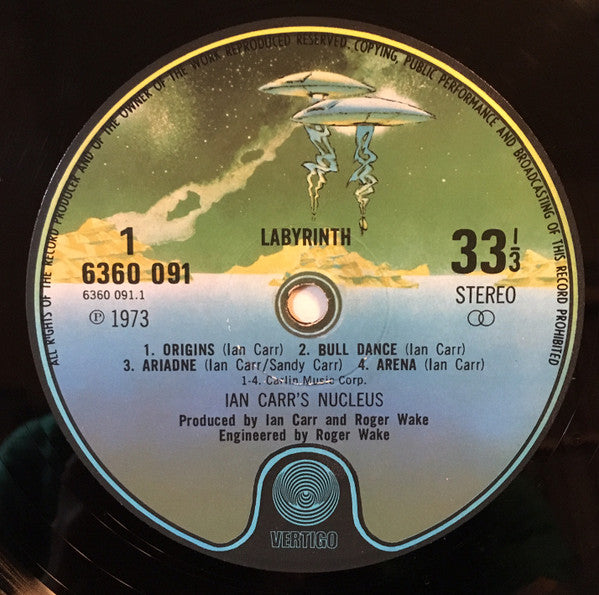 ALL RIGHTS OF THE RECORD PRODUCER AND OF THE OWNER OF THE WORK REPRODUCED RESERVED. COPYING, PUBLIC PERFORMANCE AND BROADCASTING OF THIS RECORD PROHIBITED
LABYRINTH
1
6360 091
6360 091.1
℗ 1973
33 1/3
STEREO
1. ORIGINS (Ian Carr) 2. BULL DANCE (Ian Carr)
3. ARIADNE (Ian Carr/Sandy Carr) 4. ARENA (Ian Carr)
1-4. Carlin Music Corp.
IAN CARR'S NUCLEUS
Produced by Ian Carr and Roger Wake
Engineered by Roger Wake
VERTIGO